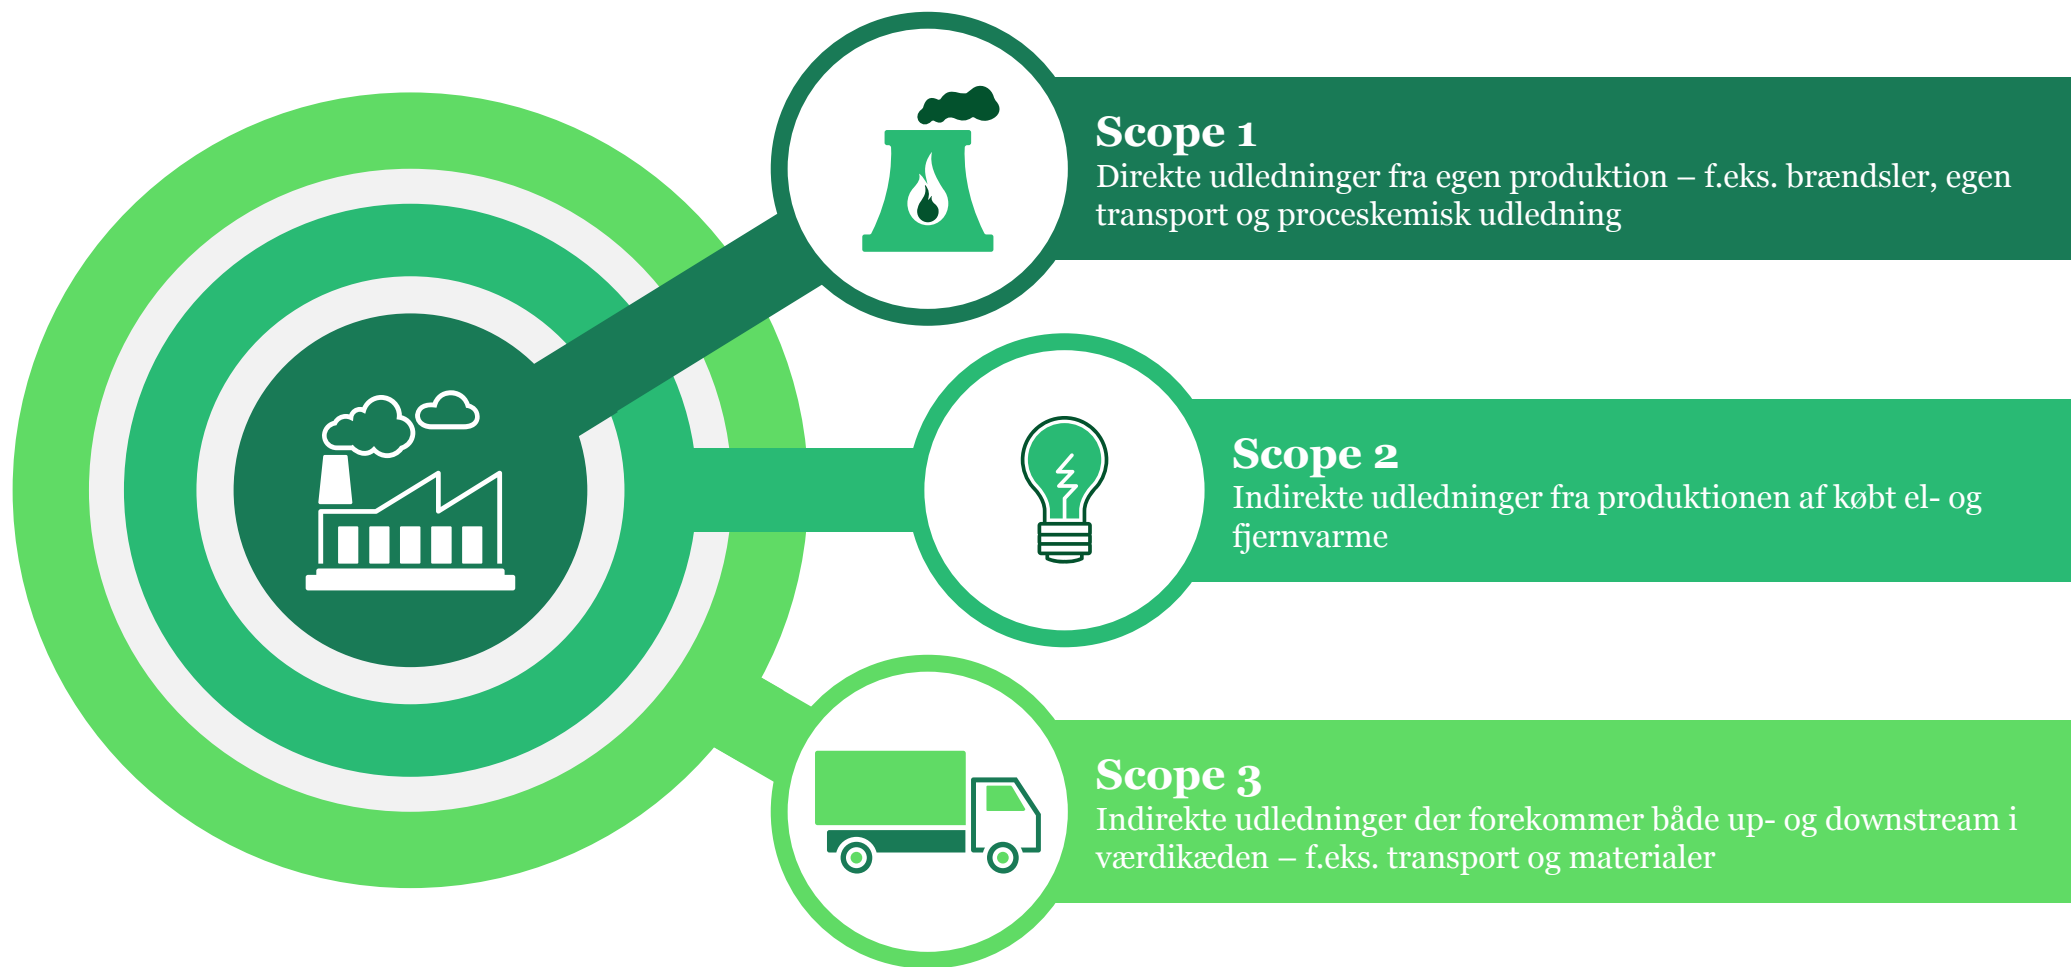 Scope 1
Direkte udledninger fra egen produktion – f.eks. brændsler, egen
transport og proceskemisk udledning
Scope 2
Indirekte udledninger fra produktionen af købt el- og
fjernvarme
Scope 3
Indirekte udledninger der forekommer både up- og downstream i
værdikæden – f.eks. transport og materialer